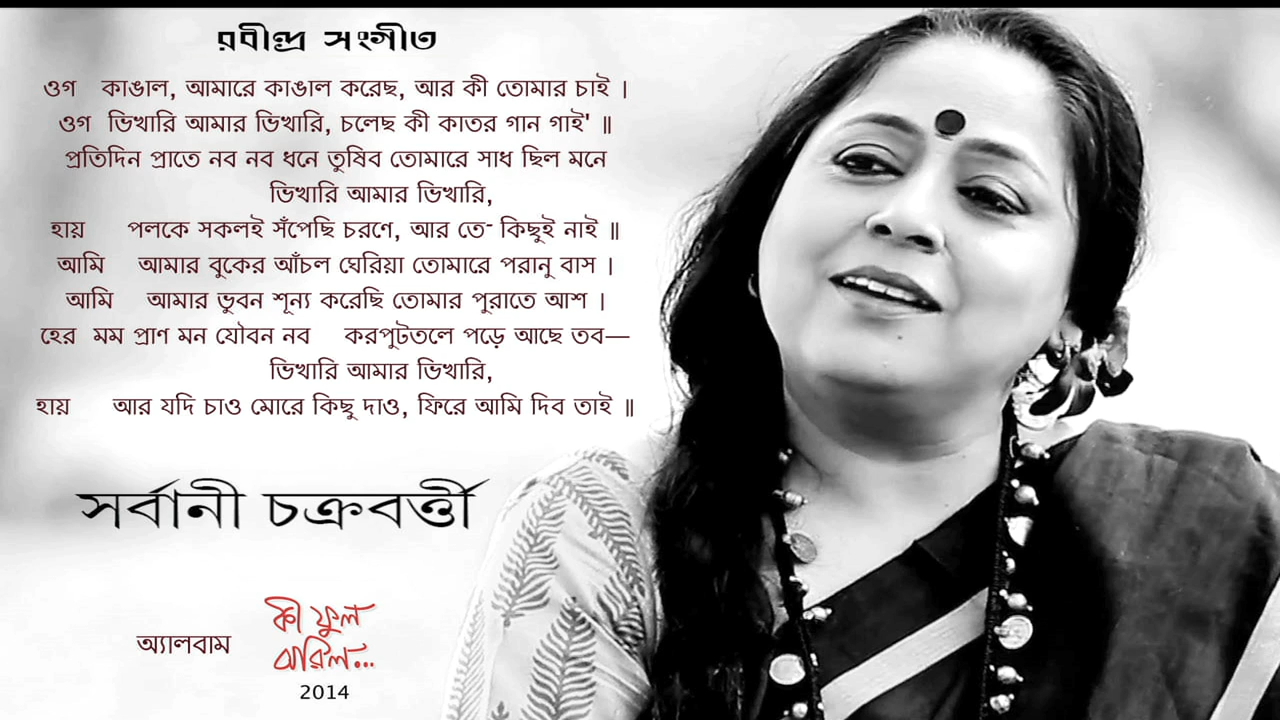 রবীন্দ্র সংগীত
ওগ কাঙাল, আমারে কাঙাল করেছ, আর কী তোমার চাই ।
ওগ ভিখারি আমার ভিখারি, চলেছ কী কাতর গান গাই' ॥
প্রতিদিন প্রাতে নব নব ধনে তুষিব তোমারে সাধ ছিল মনে
ভিখারি আমার ভিখারি,
হায় পলকে সকলই সঁপেছি চরণে, আর তে- কিছুই নাই ॥
আমি আমার বুকের আঁচল ঘেরিয়া তোমারে পরানু বাস ।
আমি আমার ভুবন শূন্য করেছি তোমার পুরাতে আশ ।
হের মম প্রাণ মন যৌবন নব করপুটতলে পড়ে আছে তব—
ভিখারি আমার ভিখারি,
হায় আর যদি চাও মোরে কিছু দাও, ফিরে আমি দিব তাই ॥
সর্বানী চক্রবর্ত্তী
অ্যালবাম
কী ফুল
ঝরিল...
2014